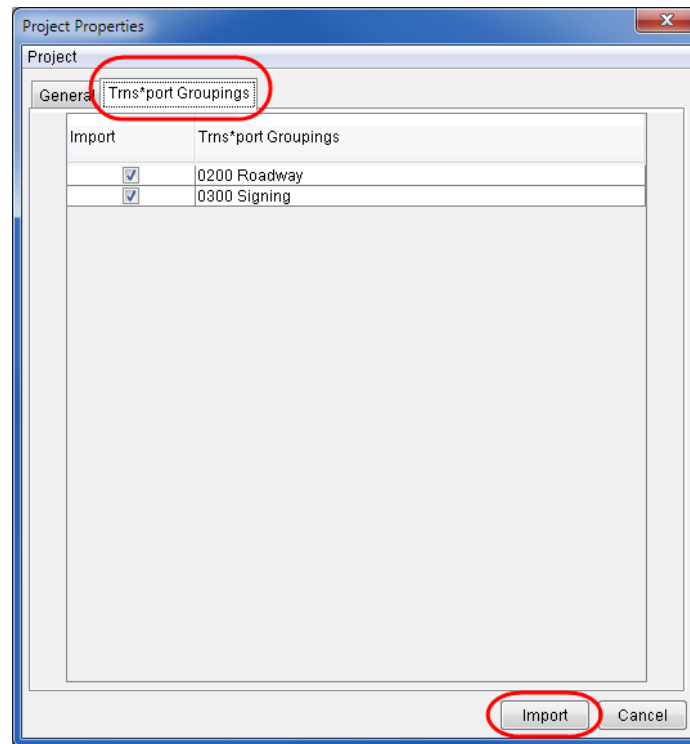 Project Properties
Project
General Trns*port Groupings
Import Trns*port Groupings
0200 Roadway
0300 Signing
Import Cancel